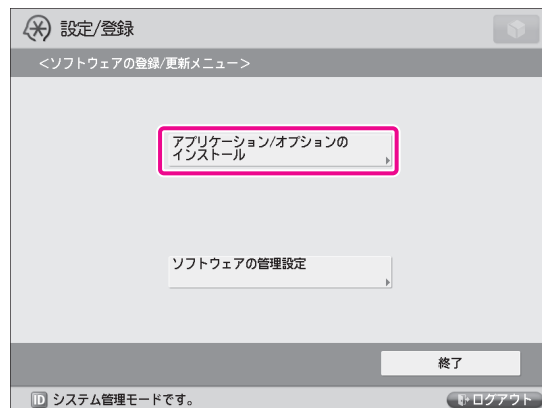 設定/登録
<ソフトウェアの登録/更新メニュー>
アプリケーション/オプションの
インストール
ソフトウェアの管理設定
終了
ID システム管理モードです。
ログアウト